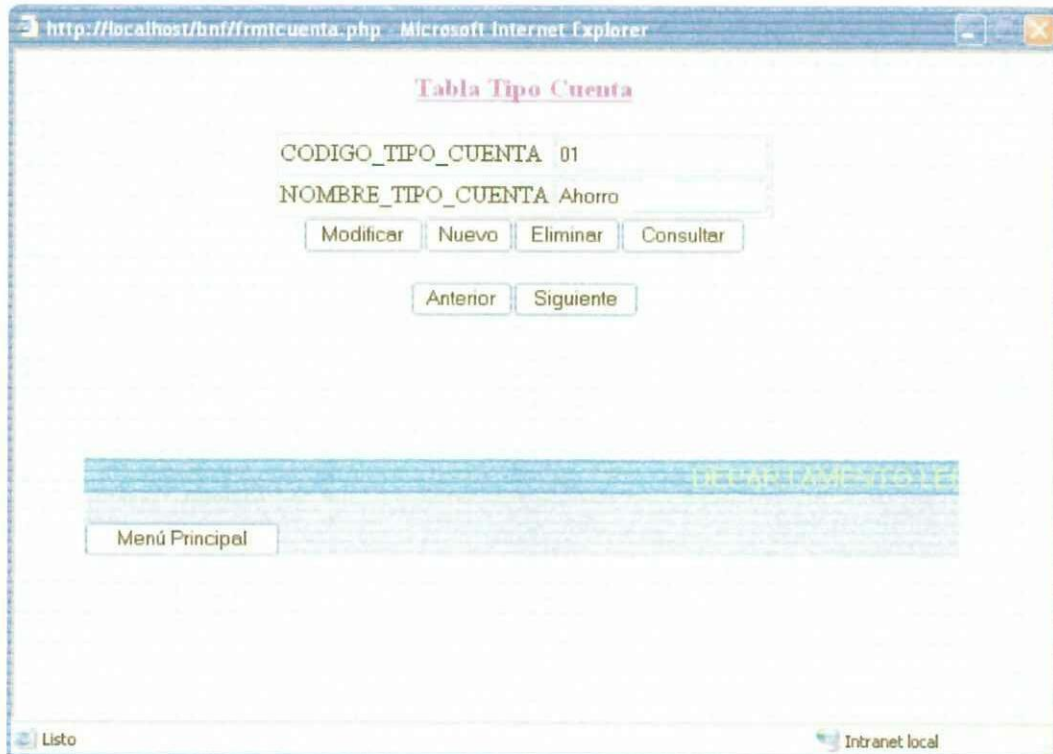 http://localhost/bnf/frmtcuenta.php Microsoft Internet Explorer
Tabla Tipo Cuenta
CODIGO_TIPO_CUENTA 01
NOMBRE_TIPO_CUENTA Ahorro
Modificar Nuevo Eliminar Consultar
Anterior Siguiente
DEPARTAMENTO
Menú Principal
Listo Intranet local